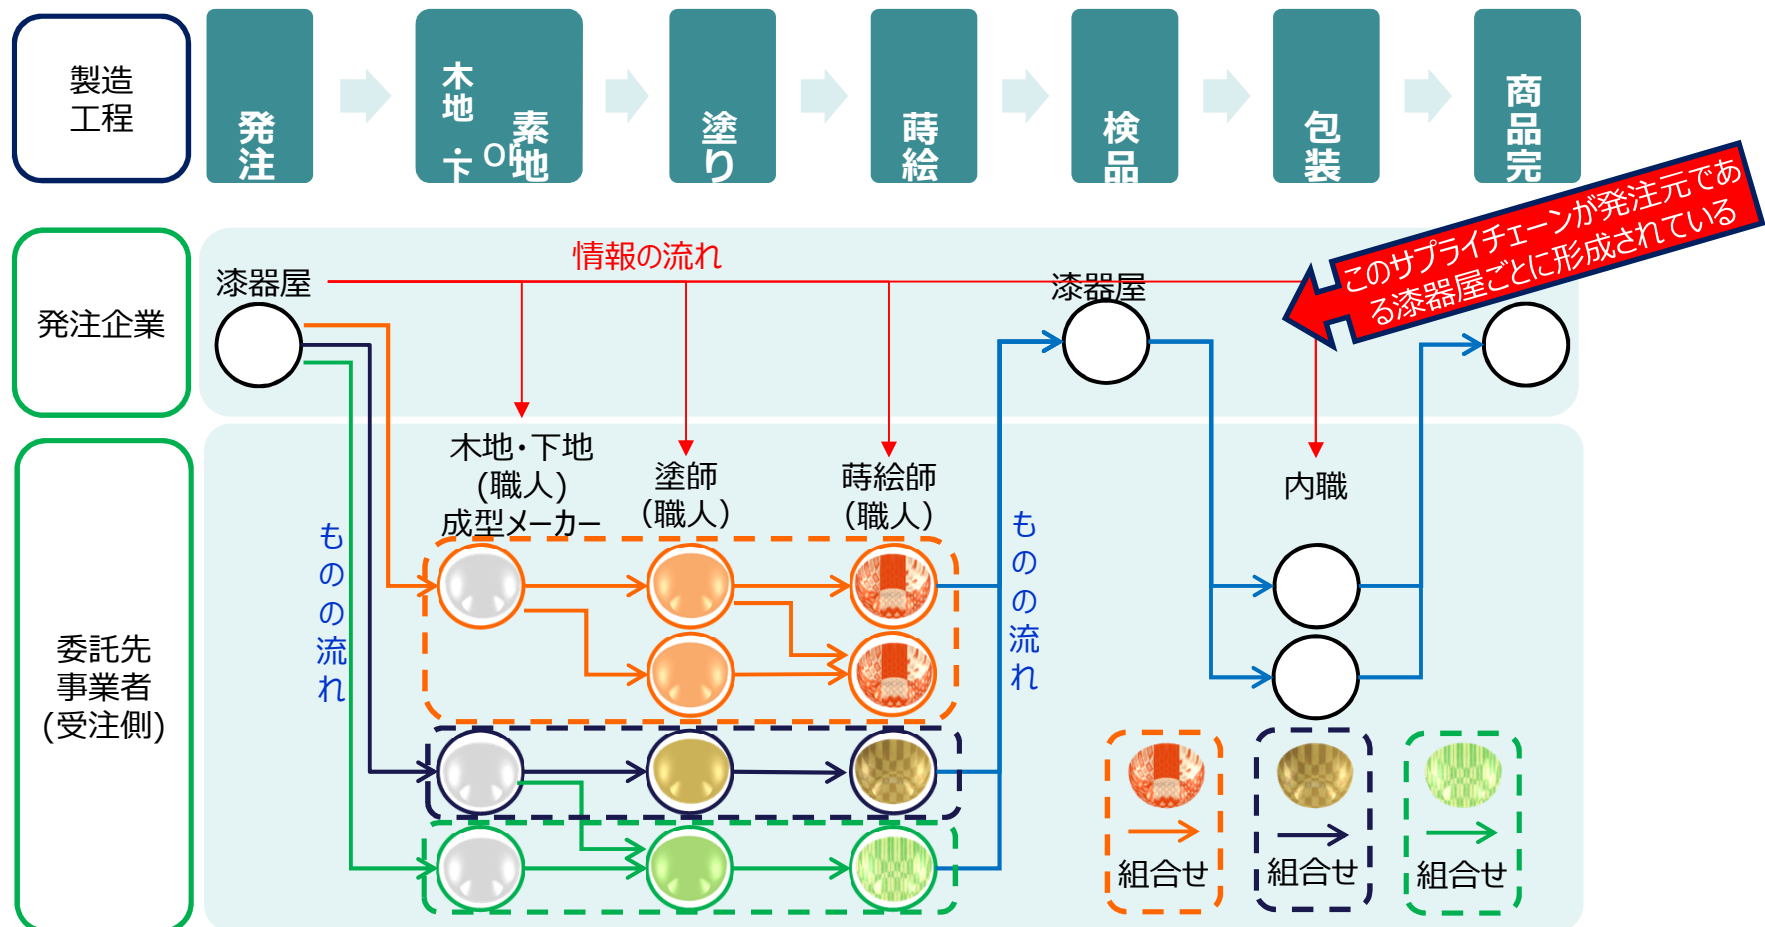 製造
工程
発注
木地・下
or
素地
塗り
蒔絵
検品
包装
商品完
このサプライチェーンが発注元であ
る漆器屋ごとに形成されている
発注企業
漆器屋
情報の流れ
漆器屋
委託先
事業者
(受注側)
木地・下地
(職人)
成型メーカー
塗師
(職人)
蒔絵師
(職人)
内職
ものの流れ
ものの流れ
組合せ
組合せ
組合せ